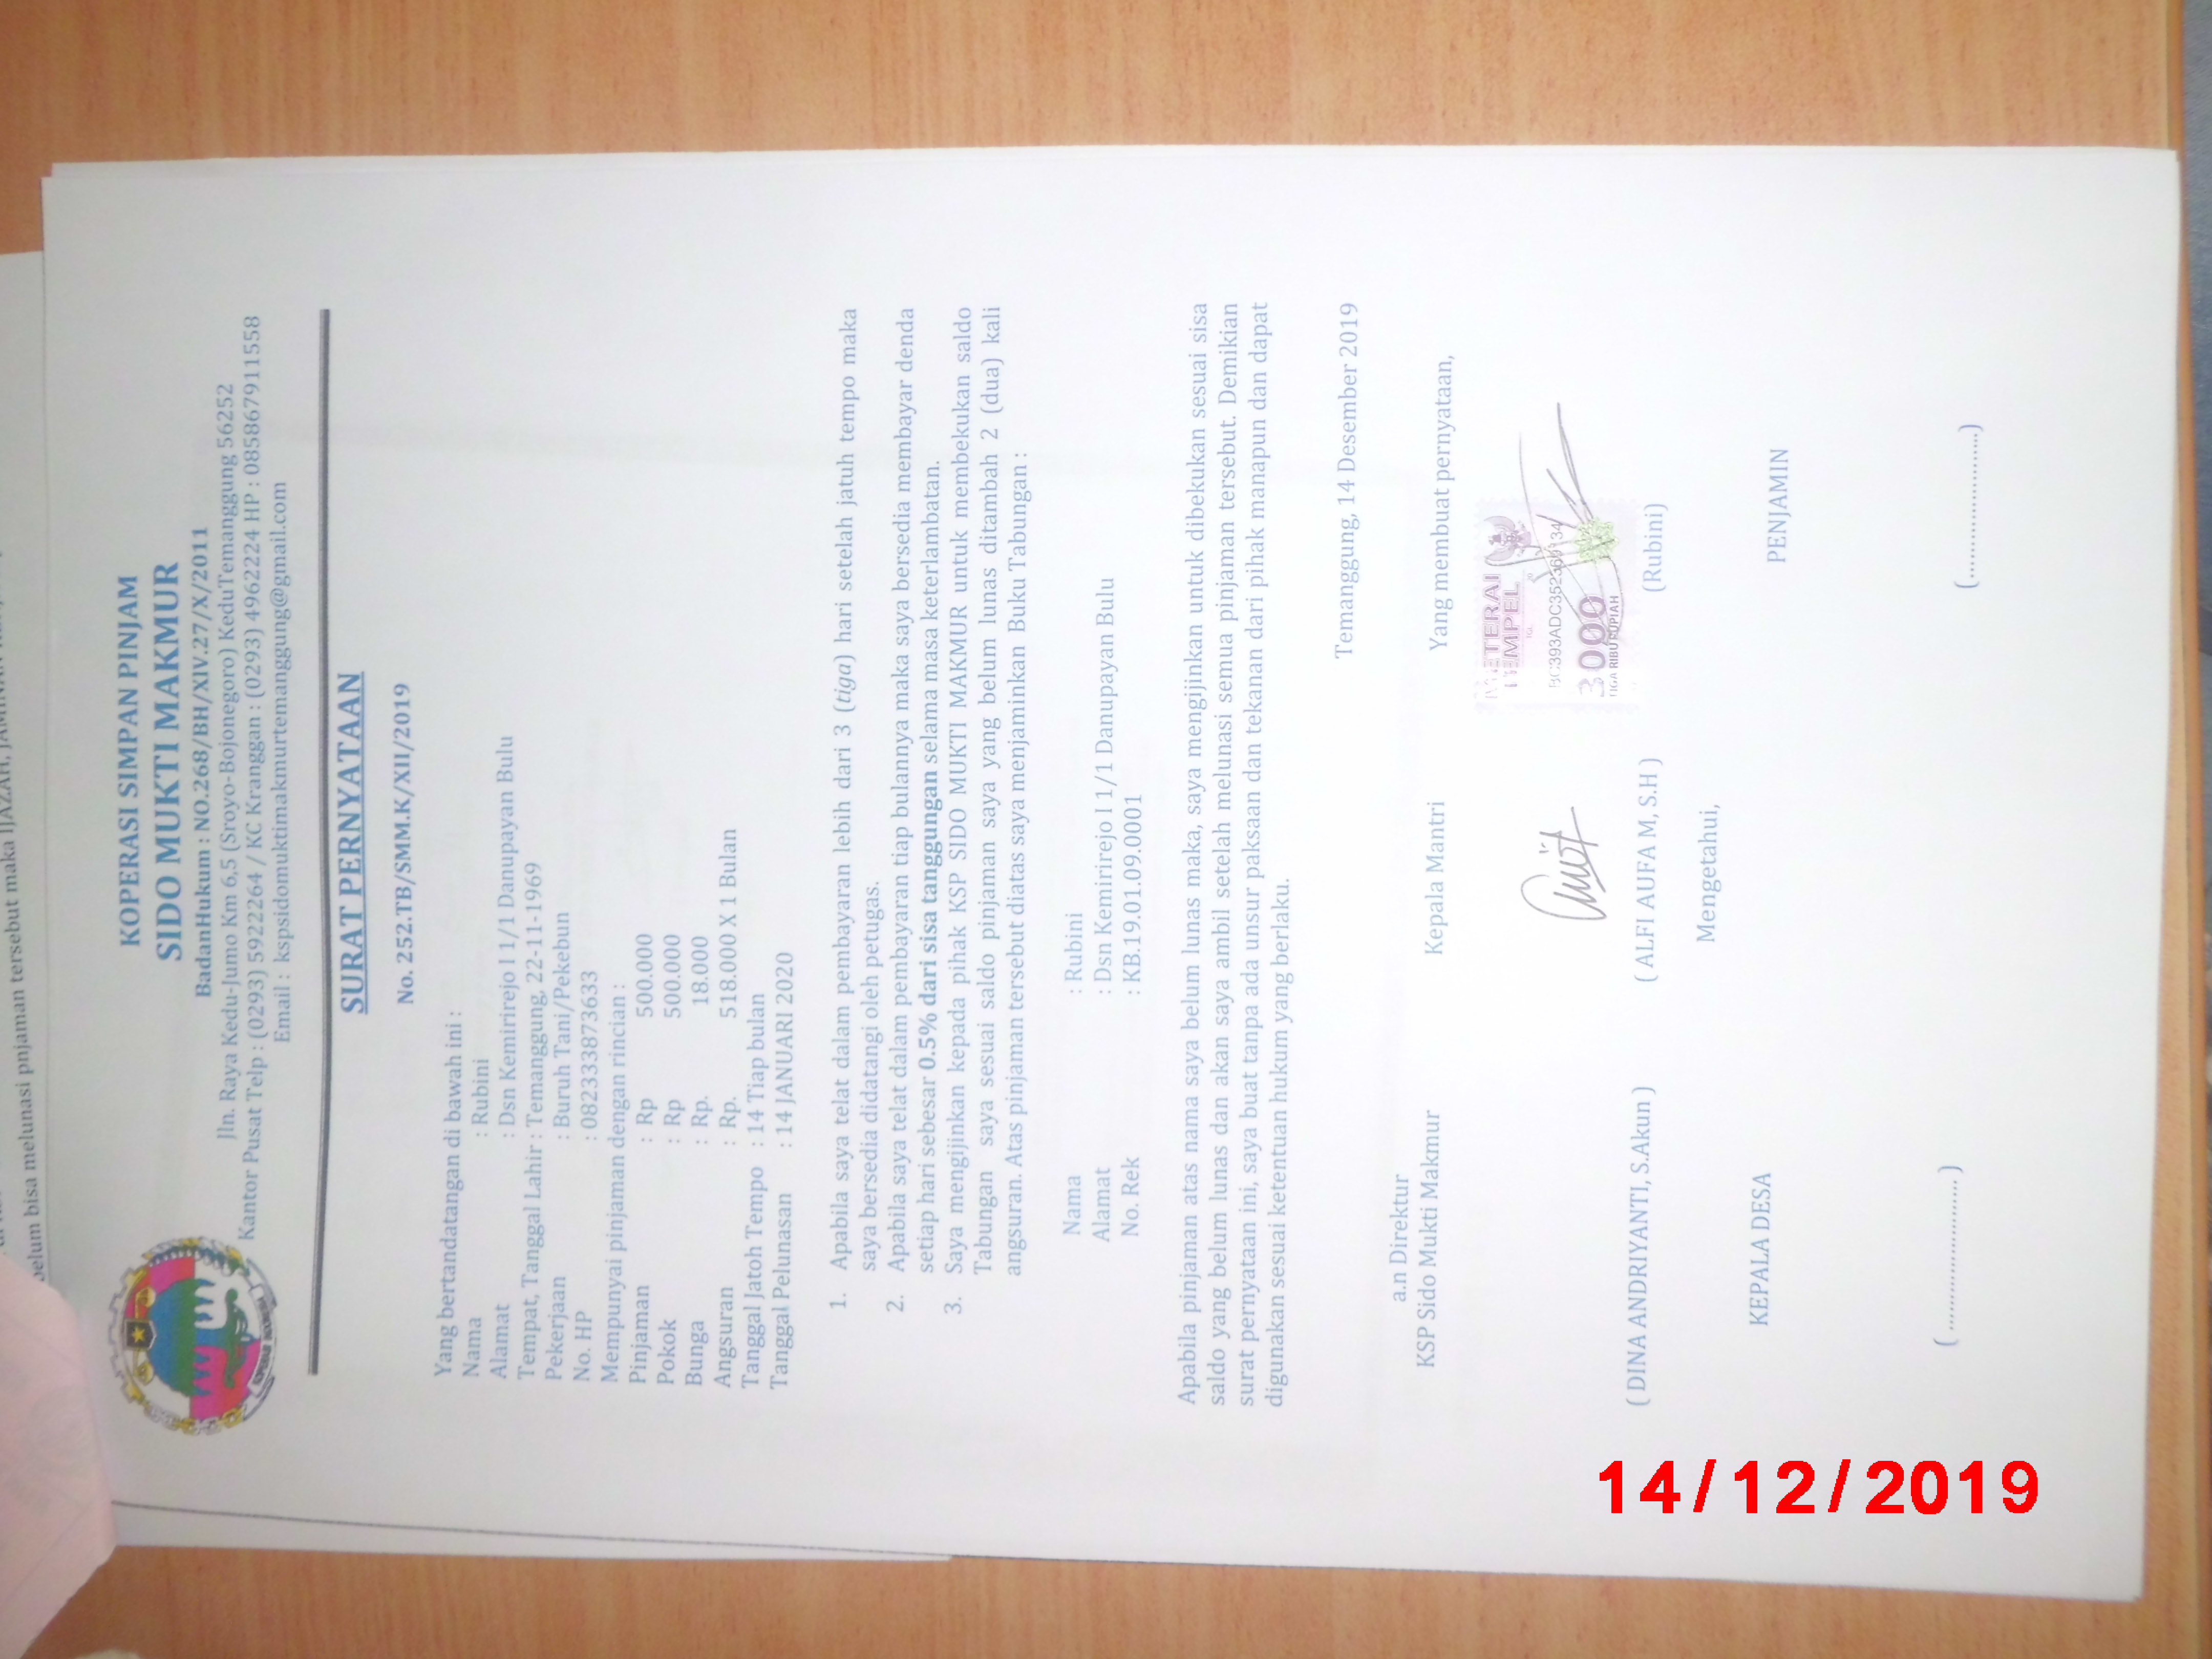 belum bisa melunasi pnjaman tersebut maka IJAZAH,
KOPERASI SIMPAN PINJAM
SIDO MUKTI MAKMUR
BadanHukum : NO.268/BH/XIV.27/X/2011
Jln. Raya Kedu-Jumo Km 6,5 (Sroyo-Bojonegoro) KeduTemanggung 56252
Kantor Pusat Telp : (0293) 5922264 / KC Kranggan : (0293) 4962224 HP : 085867911558
Email : kspsidomuktimakmurtemanggung@gmail.com
SURAT PERNYATAAN
No. 252.TB/SMM.K/XII/2019
Yang bertandatangan di bawah ini :
Nama : Rubini
Alamat : Dsn Kemirirejo I 1/1 Danupayan Bulu
Tempat, Tanggal Lahir : Temanggung, 22-11-1969
Pekerjaan : Buruh Tani/Pekebun
No. HP : 082333873633
Mempunyai pinjaman dengan rincian :
Pinjaman : Rp 500.000
Pokok : Rp 500.000
Bunga : Rp. 18.000
Angsuran : Rp. 518.000 X 1 Bulan
Tanggal Jatoh Tempo : 14 Tiap bulan
Tanggal Pelunasan : 14 JANUARI 2020
1. Apabila saya telat dalam pembayaran lebih dari 3 (tiga) hari setelah jatuh tempo maka
saya bersedia didatangi oleh petugas.
2. Apabila saya telat dalam pembayaran tiap bulannya maka saya bersedia membayar denda
setiap hari sebesar 0.5% dari sisa tanggungan selama masa keterlambatan.
3. Saya mengijinkan kepada pihak KSP SIDO MUKTI MAKMUR untuk membekukan saldo
Tabungan saya sesuai saldo pinjaman saya yang belum lunas ditambah 2 (dua) kali
angsuran. Atas pinjaman tersebut diatas saya menjaminkan Buku Tabungan :
Nama : Rubini
Alamat : Dsn Kemirirejo I 1/1 Danupayan Bulu
No. Rek : KB.19.01.09.0001
Apabila pinjaman atas nama saya belum lunas maka, saya mengijinkan untuk dibekukan sesuai sisa
saldo yang belum lunas dan akan saya ambil setelah melunasi semua pinjaman tersebut. Demikian
surat pernyataan ini, saya buat tanpa ada unsur paksaan dan tekanan dari pihak manapun dan dapat
digunakan sesuai ketentuan hukum yang berlaku.
Temanggung, 14 Desember 2019
a.n Direktur
KSP Sido Mukti Makmur Kepala Mantri Yang membuat pernyataan,
METERAI
TEMPEL
3000
TIGA RIBU RUPIAH
( DINA ANDRIYANTI, S.Akun ) ( ALFI AUFA M, S.H ) (Rubini)
Mengetahui,
KEPALA DESA PENJAMIN
( ........................ ) (........................)
14/12/2019